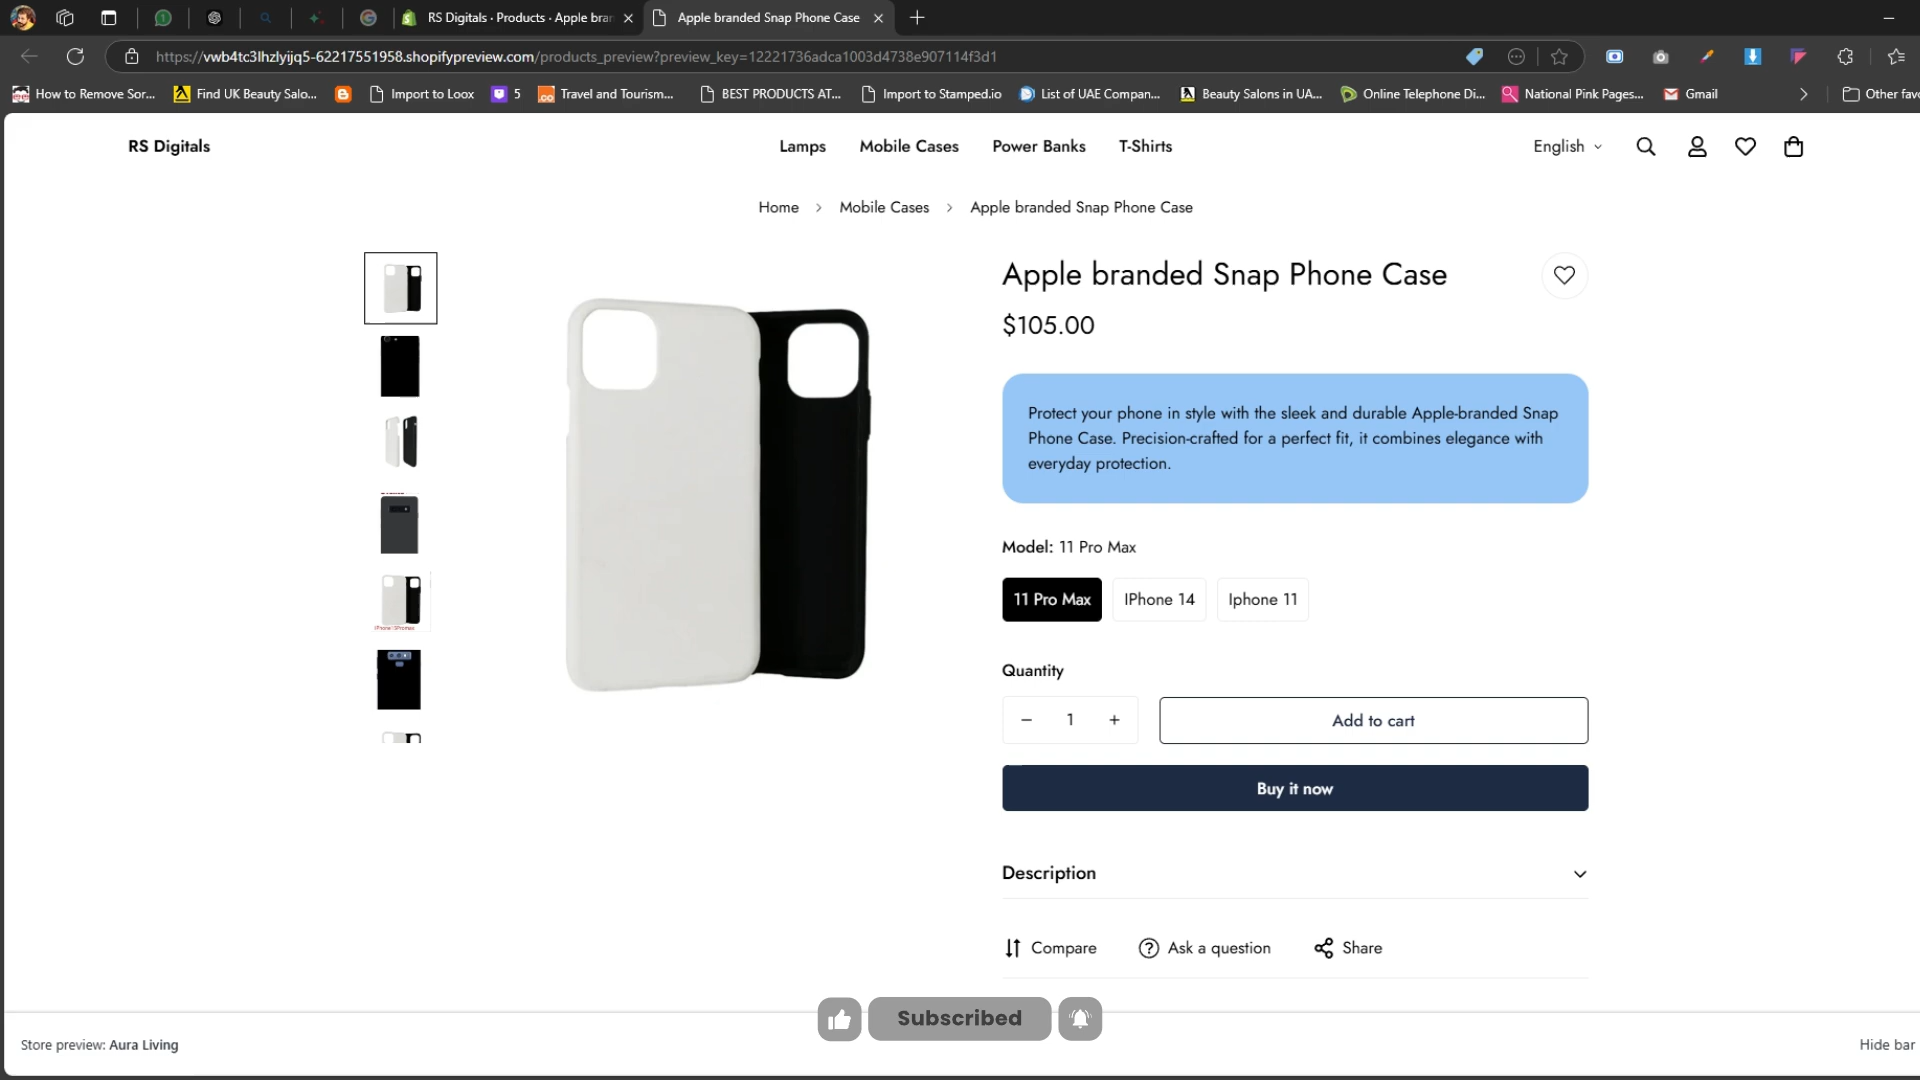 RS Digitals · Products · Apple bran
Apple branded Snap Phone Case
https://vwb4tc3lhzlyijq5-62217551958.shopifypreview.com/products_preview?preview_key=12221736adca1003d4738e907114f3d1
How to Remove Sor...
Find UK Beauty Salo...
Import to Loox
5
Travel and Tourism...
BEST PRODUCTS AT...
Import to Stamped.io
List of UAE Compan...
Beauty Salons in UA...
Online Telephone Di...
National Pink Pages...
Gmail
Other favo
RS Digitals
Lamps
Mobile Cases
Power Banks
T-Shirts
English
Home > Mobile Cases > Apple branded Snap Phone Case
Apple branded Snap Phone Case
$105.00
Protect your phone in style with the sleek and durable Apple-branded Snap
Phone Case. Precision-crafted for a perfect fit, it combines elegance with
everyday protection.
Model: 11 Pro Max
11 Pro Max
IPhone 14
Iphone 11
Quantity
− 1 +
Add to cart
Buy it now
Description
Compare
Ask a question
Share
Subscribed
Store preview: Aura Living
Hide bar